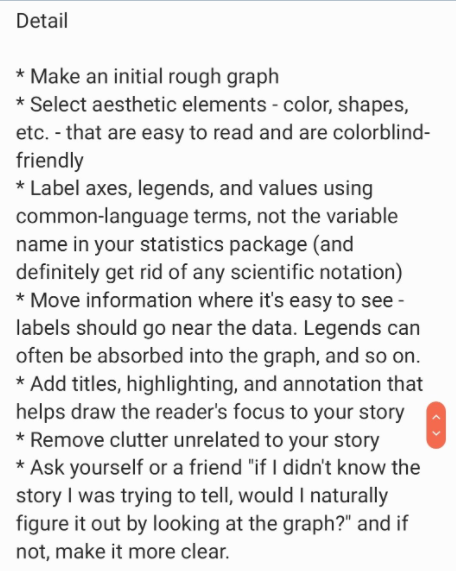 Detail
* Make an initial rough graph
* Select aesthetic elements - color, shapes,
etc. - that are easy to read and are colorblind-
friendly
* Label axes, legends, and values using
common-language terms, not the variable
name in your statistics package (and
definitely get rid of any scientific notation)
* Move information where it's easy to see -
labels should go near the data. Legends can
often be absorbed into the graph, and so on.
* Add titles, highlighting, and annotation that
helps draw the reader's focus to your story
* Remove clutter unrelated to your story
* Ask yourself or a friend "if I didn't know the
story I was trying to tell, would I naturally
figure it out by looking at the graph?" and if
not, make it more clear.